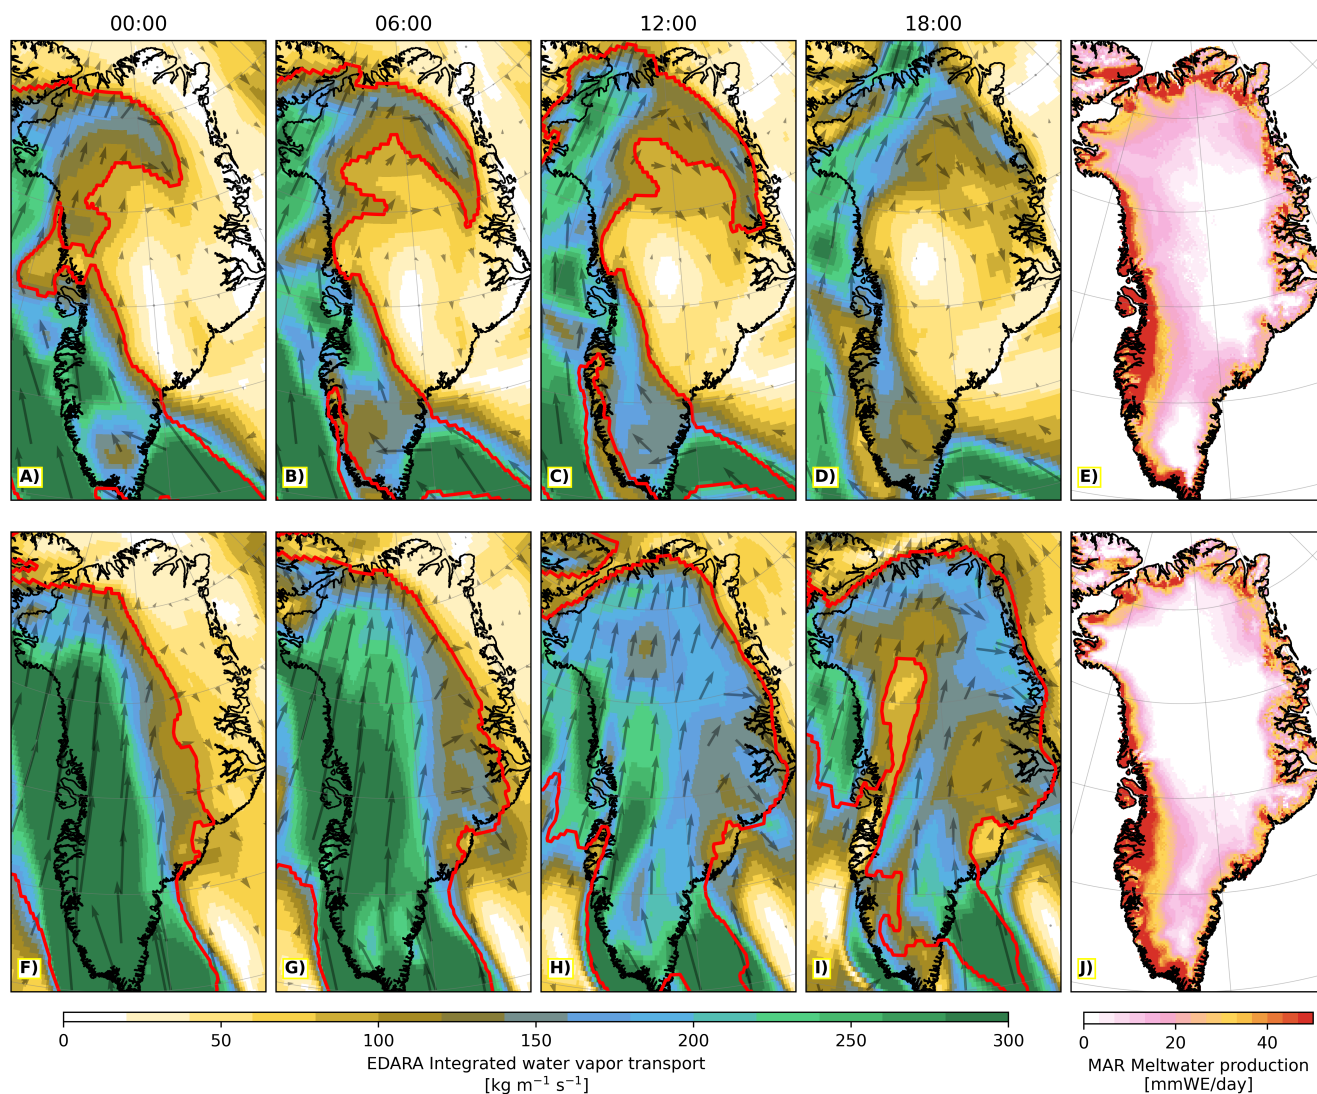 00:00 06:00 12:00 18:00
A) B) C) D) E)
F) G) H) I) J)
0 50 100 150 200 250 300 0 20 40
EDARA Integrated water vapor transport
[kg m⁻¹ s⁻¹]
MAR Meltwater production
[mmWE/day]